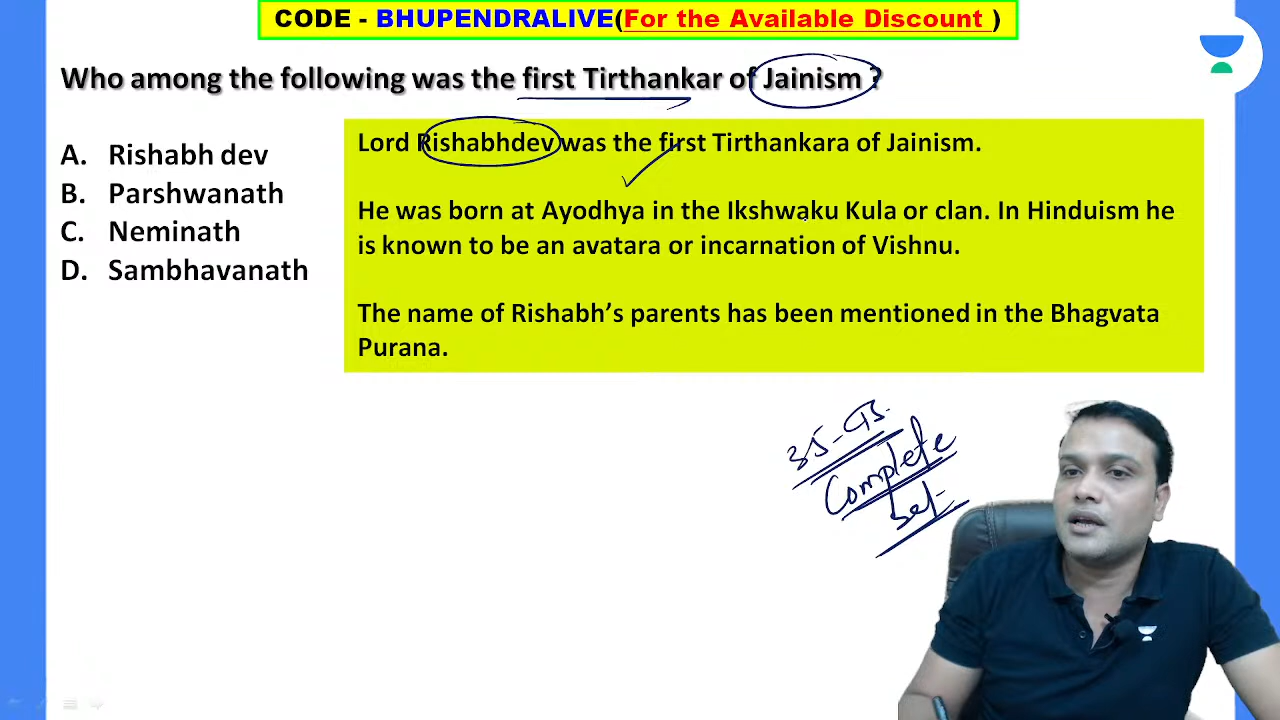 CODE - BHUPENDRALIVE(For the Available Discount )
Who among the following was the first Tirthankar of Jainism ?
A. Rishabh dev
B. Parshwanath
C. Neminath
D. Sambhavanath
Lord Rishabhdev was the first Tirthankara of Jainism.
He was born at Ayodhya in the Ikshwaku Kula or clan. In Hinduism he
is known to be an avatara or incarnation of Vishnu.
The name of Rishabh's parents has been mentioned in the Bhagvata
Purana.
Complete
Set